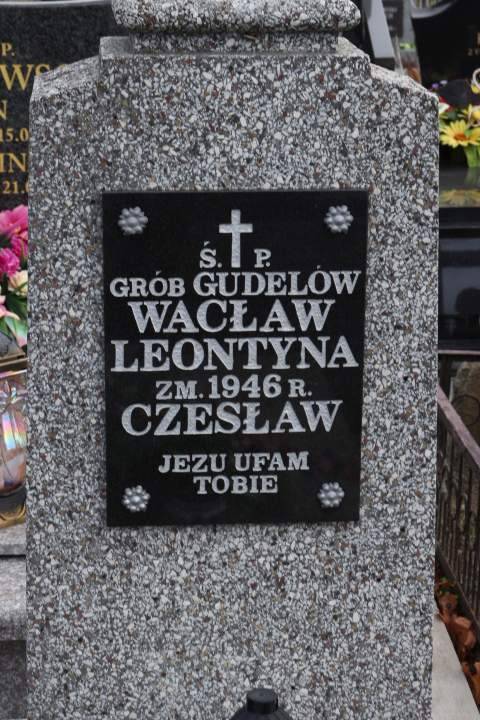 Ś. P.
GRÓB GUDELÓW
WACŁAW
LEONTYNA
ZM. 1946 R.
CZESŁAW
JEZU UFAM
TOBIE